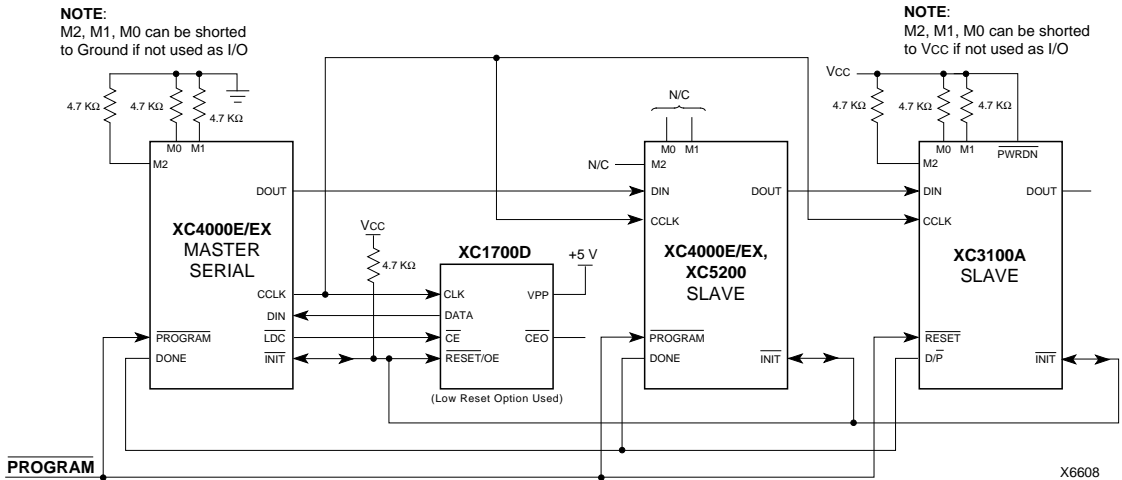 NOTE:
M2, M1, M0 can be shorted
to Ground if not used as I/O
NOTE:
M2, M1, M0 can be shorted
to VCC if not used as I/O
4.7 KΩ
4.7 KΩ
4.7 KΩ
N/C
VCC
4.7 KΩ
4.7 KΩ
4.7 KΩ
M0 M1
M2
DOUT
XC4000E/EX
MASTER
SERIAL
CCLK
DIN
PROGRAM
LDC
DONE
INIT
VCC
4.7 KΩ
XC1700D
+5 V
CLK
VPP
DATA
CE
CEO
RESET/OE
(Low Reset Option Used)
M0 M1
N/C
M2
DIN
DOUT
CCLK
XC4000E/EX,
XC5200
SLAVE
PROGRAM
DONE
INIT
M0 M1
PWRDN
M2
DIN
DOUT
CCLK
XC3100A
SLAVE
RESET
D/P
INIT
PROGRAM
X6608